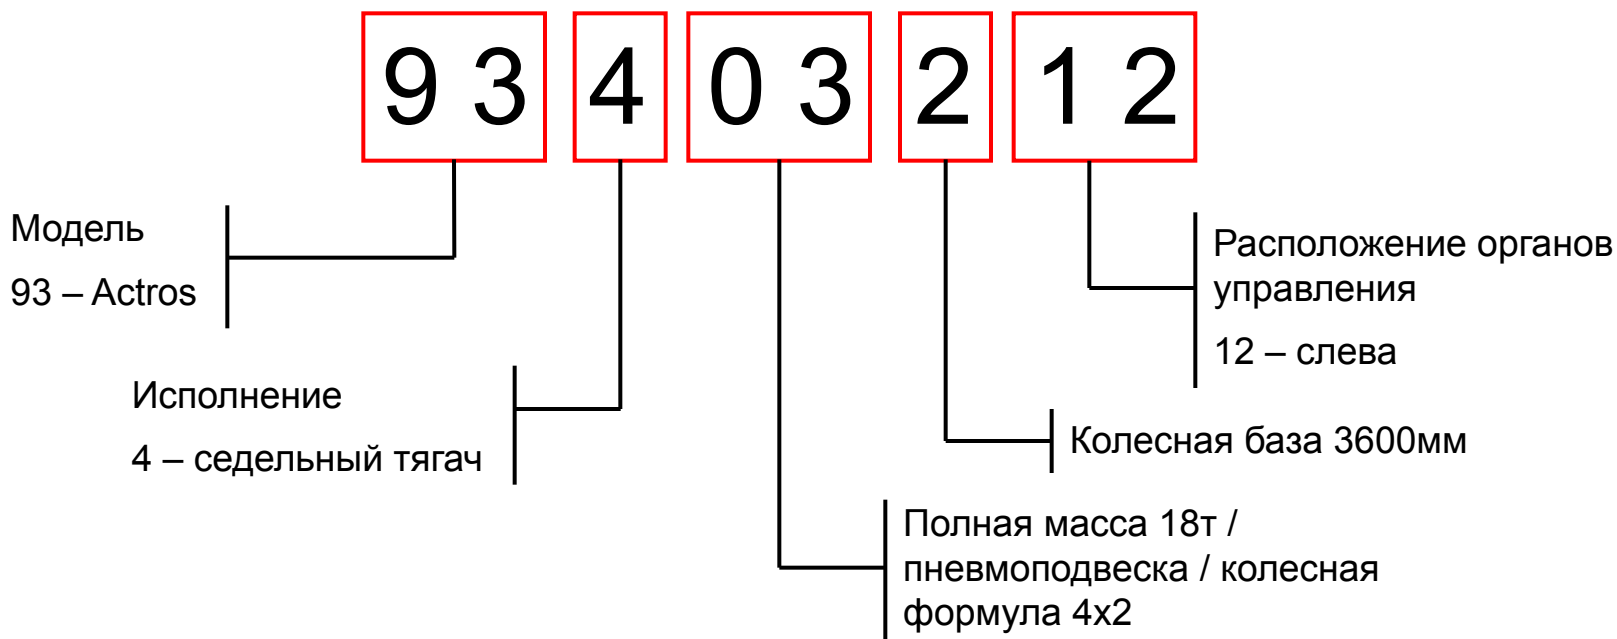 9 3 4 0 3 2 1 2
Модель
93 – Actros
Исполнение
4 – седельный тягач
Полная масса 18т /
пневмоподвеска / колесная
формула 4x2
Колесная база 3600мм
Расположение органов
управления
12 – слева